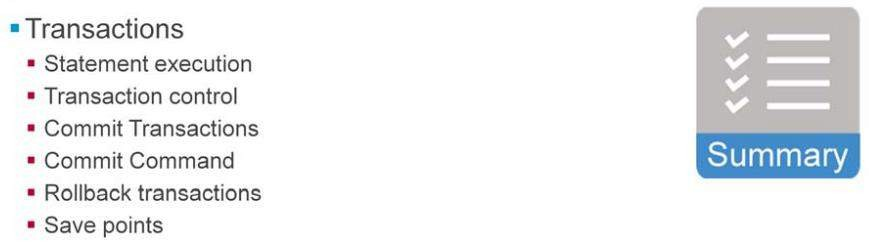 Transactions
Statement execution
Transaction control
Commit Transactions
Commit Command
Rollback transactions
Save points
Summary